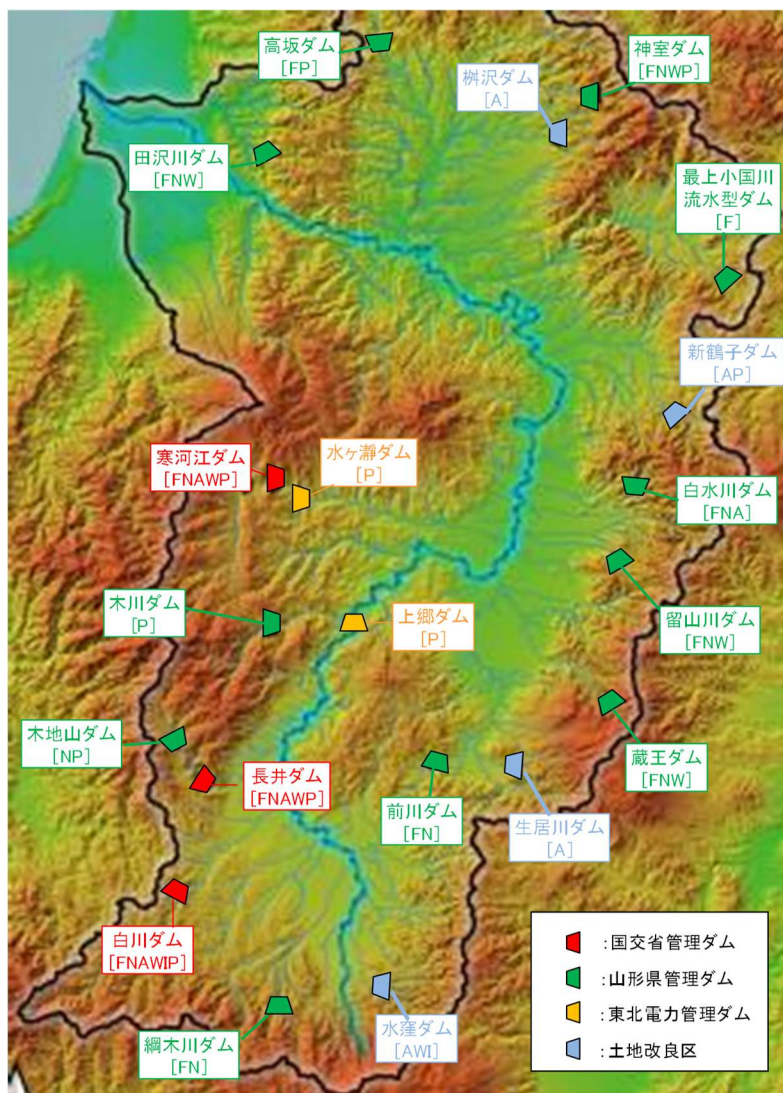 高坂ダム
[FP]
神室ダム
[FNWP]
桝沢ダム
[A]
田沢川ダム
[FNW]
最上小国川
流水型ダム
[F]
新鶴子ダム
[AP]
寒河江ダム
[FNAWP]
水ヶ瀞ダム
[P]
白水川ダム
[FNA]
木川ダム
[P]
上郷ダム
[P]
留山川ダム
[FNW]
木地山ダム
[NP]
長井ダム
[FNAWP]
前川ダム
[FN]
生居川ダム
[A]
蔵王ダム
[FNW]
白川ダム
[FNAWIP]
綱木川ダム
[FN]
水窪ダム
[AWI]
:国交省管理ダム
:山形県管理ダム
:東北電力管理ダム
:土地改良区